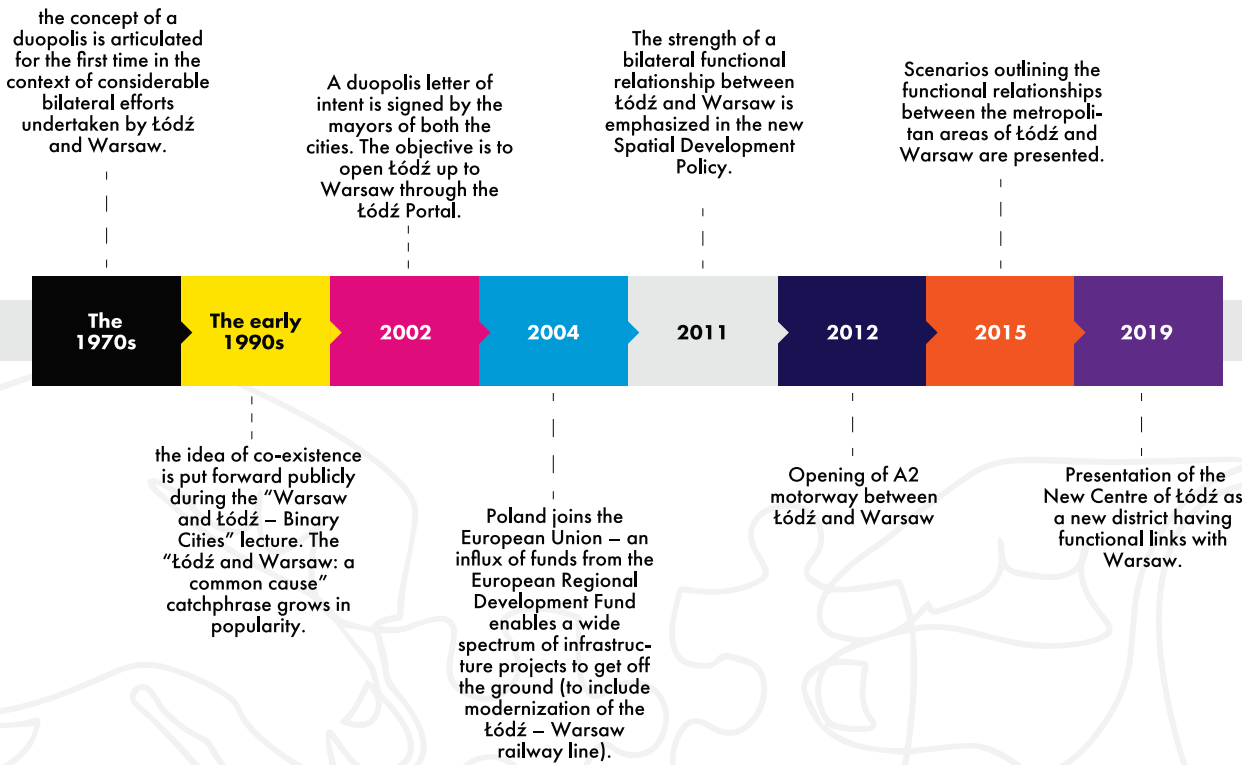 the concept of a
duopolis is articulated
for the first time in the
context of considerable
bilateral efforts
undertaken by Łódź
and Warsaw.
A duopolis letter of
intent is signed by the
mayors of both the
cities. The objective is to
open Łódź up to
Warsaw through the
Łódź Portal.
The strength of a
bilateral functional
relationship between
Łódź and Warsaw is
emphasized in the new
Spatial Development
Policy.
Scenarios outlining the
functional relationships
between the metropoli-
tan areas of Łódź and
Warsaw are presented.
The
1970s
The early
1990s
2002
2004
2011
2012
2015
2019
the idea of co-existence
is put forward publicly
during the "Warsaw
and Łódź – Binary
Cities" lecture. The
"Łódź and Warsaw: a
common cause"
catchphrase grows in
popularity.
Poland joins the
European Union – an
influx of funds from the
European Regional
Development Fund
enables a wide
spectrum of infrastruc-
ture projects to get off
the ground (to include
modernization of the
Łódź – Warsaw
railway line).
Opening of A2
motorway between
Łódź and Warsaw
Presentation of the
New Centre of Łódź as
a new district having
functional links with
Warsaw.